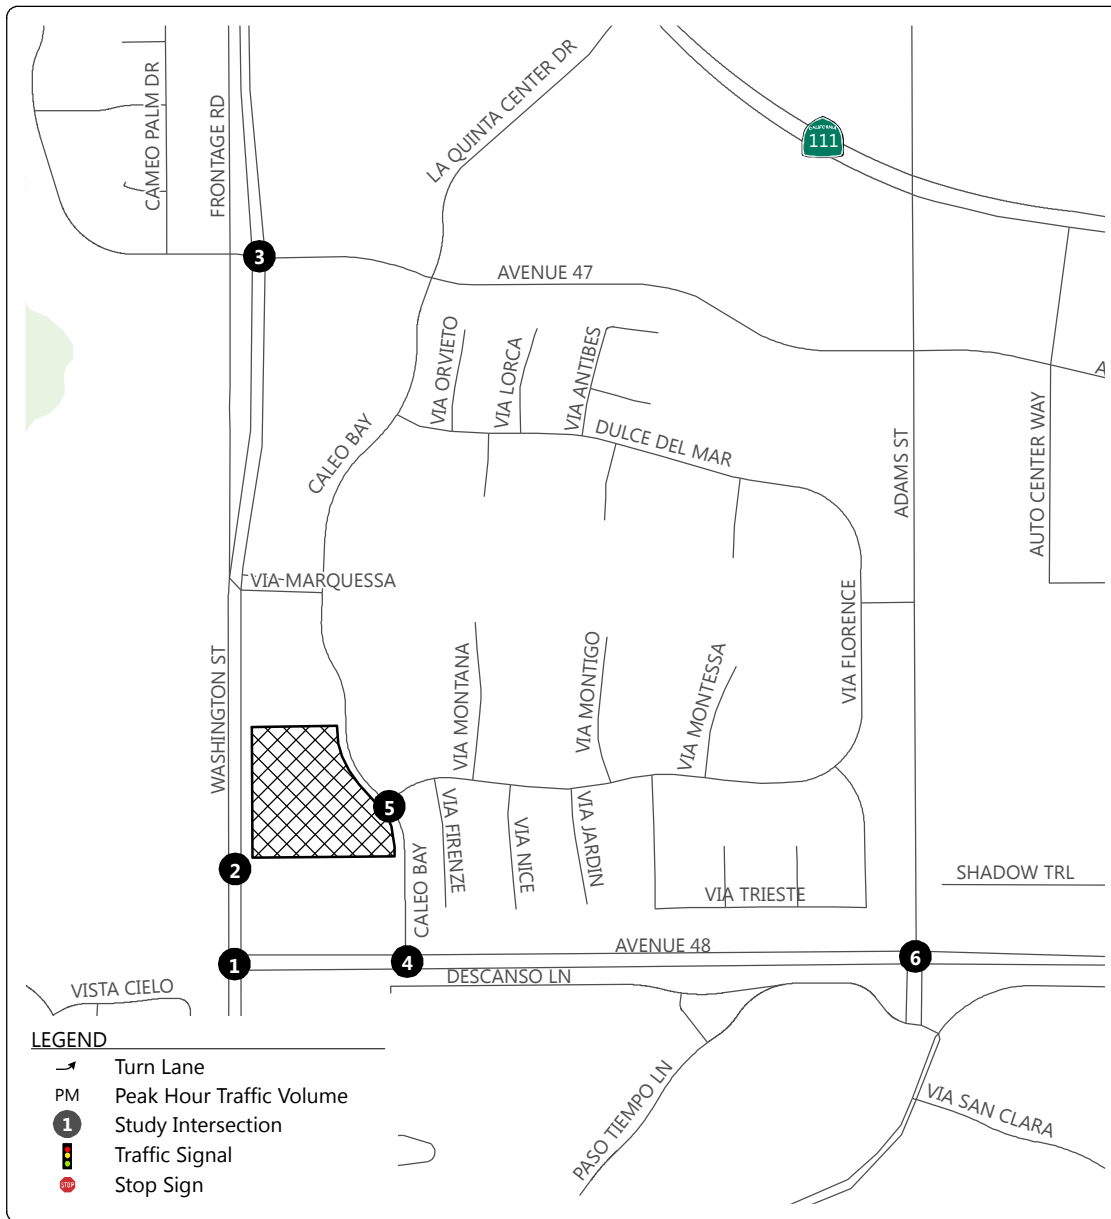 LA QUINTA CENTER DR
CAMEO PALM DR
FRONTAGE RD
CALIFORNIA
111
3
AVENUE 47
VIA ORVIETO
VIA LORCA
VIA ANTIBES
A
CALEO BAY
DULCE DEL MAR
ADAMS ST
AUTO CENTER WAY
VIA MARQUESSA
VIA FLORENCE
WASHINGTON ST
VIA MONTANA
VIA MONTIGO
VIA MONTESSA
5
VIA FIRENZE
VIA NICE
VIA JARDIN
2
CALEO BAY
SHADOW TRL
VIA TRIESTE
1
4
AVENUE 48
6
DESCANSO LN
VISTA CIELO
PASO TIEMPO LN
VIA SAN CLARA
LEGEND
Turn Lane
PM Peak Hour Traffic Volume
1 Study Intersection
Traffic Signal
STOP Stop Sign